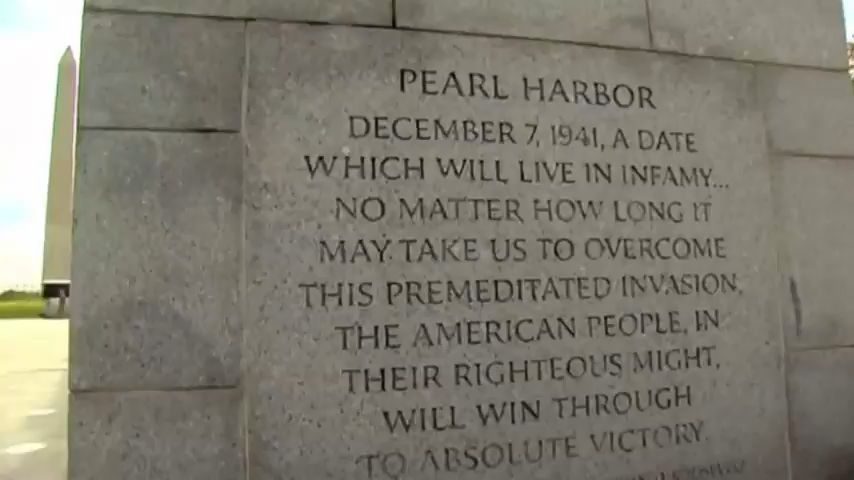 PEARL HARBOR
DECEMBER 7, 1941, A DATE
WHICH WILL LIVE IN INFAMY...
NO MATTER HOW LONG IT
MAY TAKE US TO OVERCOME
THIS PREMEDITATED INVASION,
THE AMERICAN PEOPLE, IN
THEIR RIGHTEOUS MIGHT,
WILL WIN THROUGH
TO ABSOLUTE VICTORY.